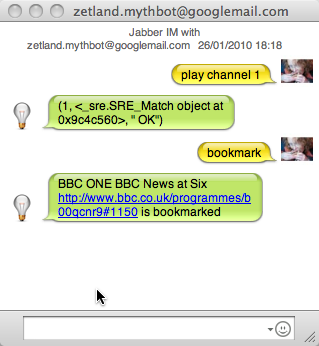 zetland.mythbot@googlemail.com
Jabber IM with
zetland.mythbot@googlemail.com 26/01/2010 18:18
play channel 1
(1, <_sre.SRE_Match object at
0x9c4c560>, " OK")
bookmark
BBC ONE BBC News at Six
http://www.bbc.co.uk/programmes/b
00qcnr9#1150 is bookmarked